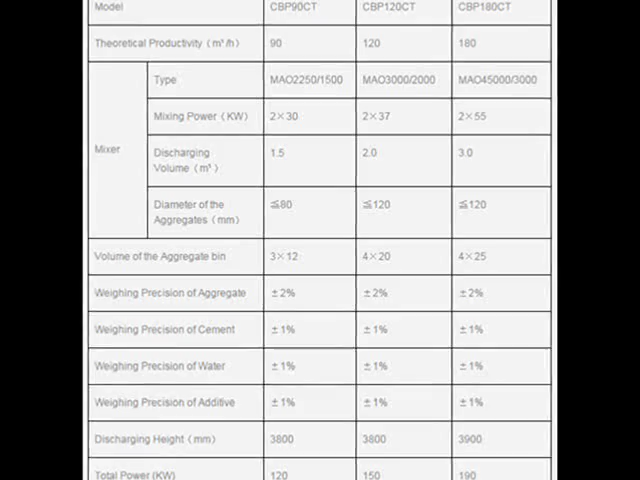 Model CBP90CT CBP120CT CBP180CT
Theoretical Productivity（m³/h） 90 120 180
Mixer
Type MAO2250/1500 MAO3000/2000 MAO45000/3000
Mixing Power（KW） 2×30 2×37 2×55
Discharging
Volume（m³） 1.5 2.0 3.0
Diameter of the
Aggregates（mm） ≦80 ≦120 ≦120
Volume of the Aggregate bin 3×12 4×20 4×25
Weighing Precision of Aggregate ±2% ±2% ±2%
Weighing Precision of Cement ±1% ±1% ±1%
Weighing Precision of Water ±1% ±1% ±1%
Weighing Precision of Additive ±1% ±1% ±1%
Discharging Height（mm） 3800 3800 3900
Total Power (KW) 120 150 190